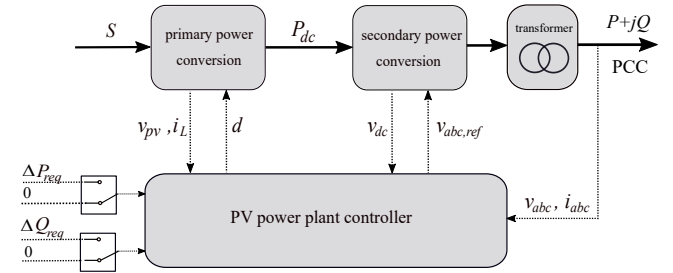 S
primary power
conversion
P_dc
secondary power
conversion
transformer
P+jQ
PCC
v_pv ,i_L
d
v_dc
v_abc,ref
ΔP_req
0
ΔQ_req
0
PV power plant controller
v_abc, i_abc